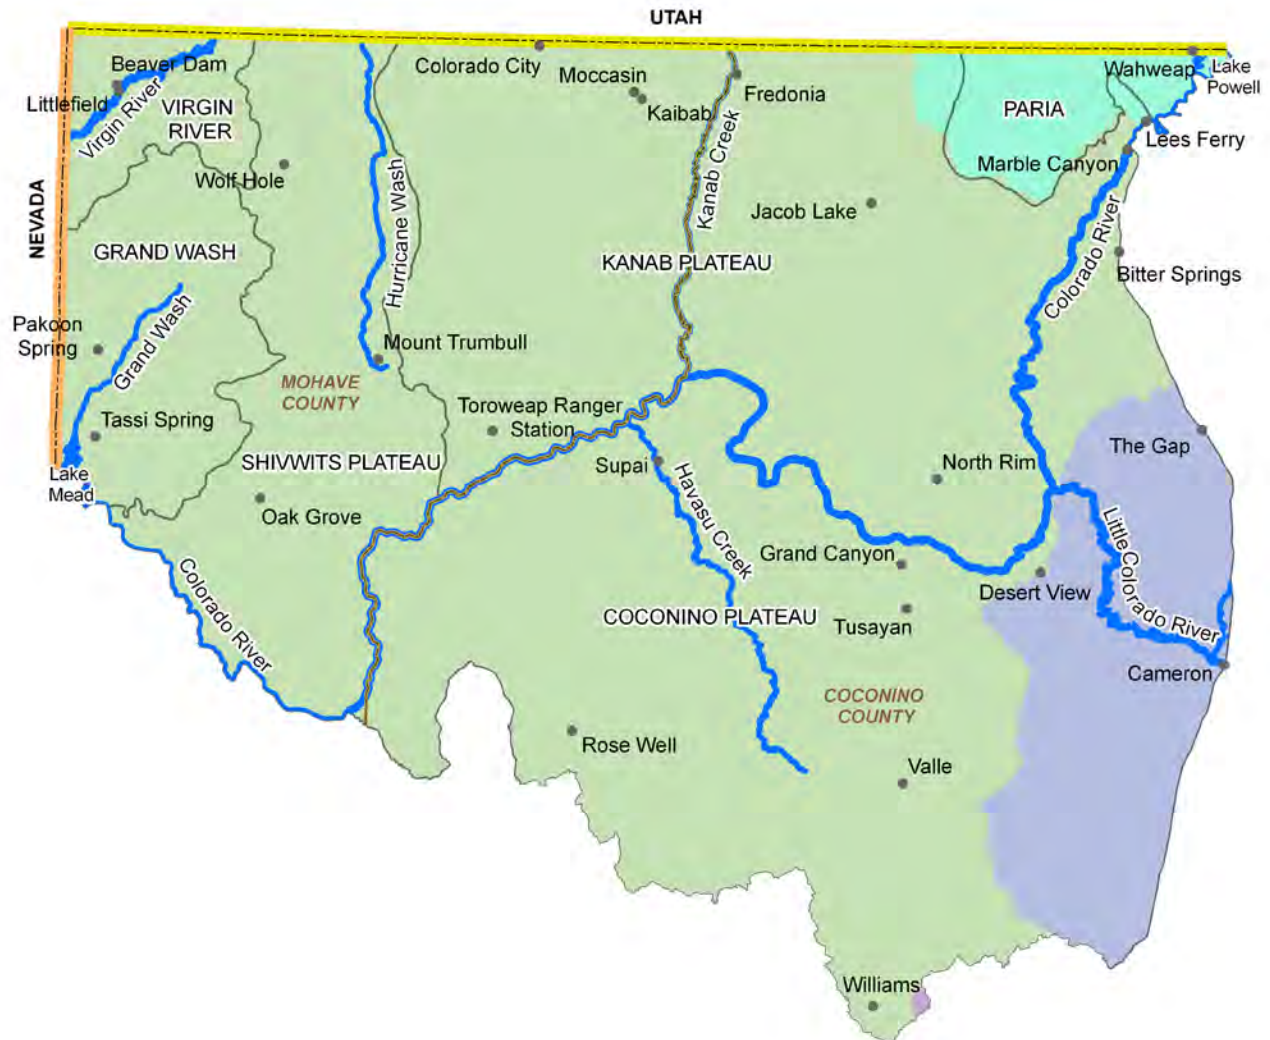 UTAH
Beaver Dam
Colorado City
Moccasin
Wahweap
Lake
Powell
Littlefield
Virgin River
VIRGIN
RIVER
Kaibab
Fredonia
PARIA
Lees Ferry
Wolf Hole
Marble Canyon
Kanab Creek
Jacob Lake
NEVADA
Hurricane Wash
GRAND WASH
KANAB PLATEAU
Colorado River
Bitter Springs
Pakoon
Spring
Grand Wash
Mount Trumbull
MOHAVE
COUNTY
Toroweap Ranger
Station
Tassi Spring
The Gap
SHIVWITS PLATEAU
Supai
North Rim
Lake
Mead
Oak Grove
Havasu Creek
Grand Canyon
Little Colorado River
Desert View
Colorado River
COCONINO PLATEAU
Tusayan
Cameron
COCONINO
COUNTY
Rose Well
Valle
Williams